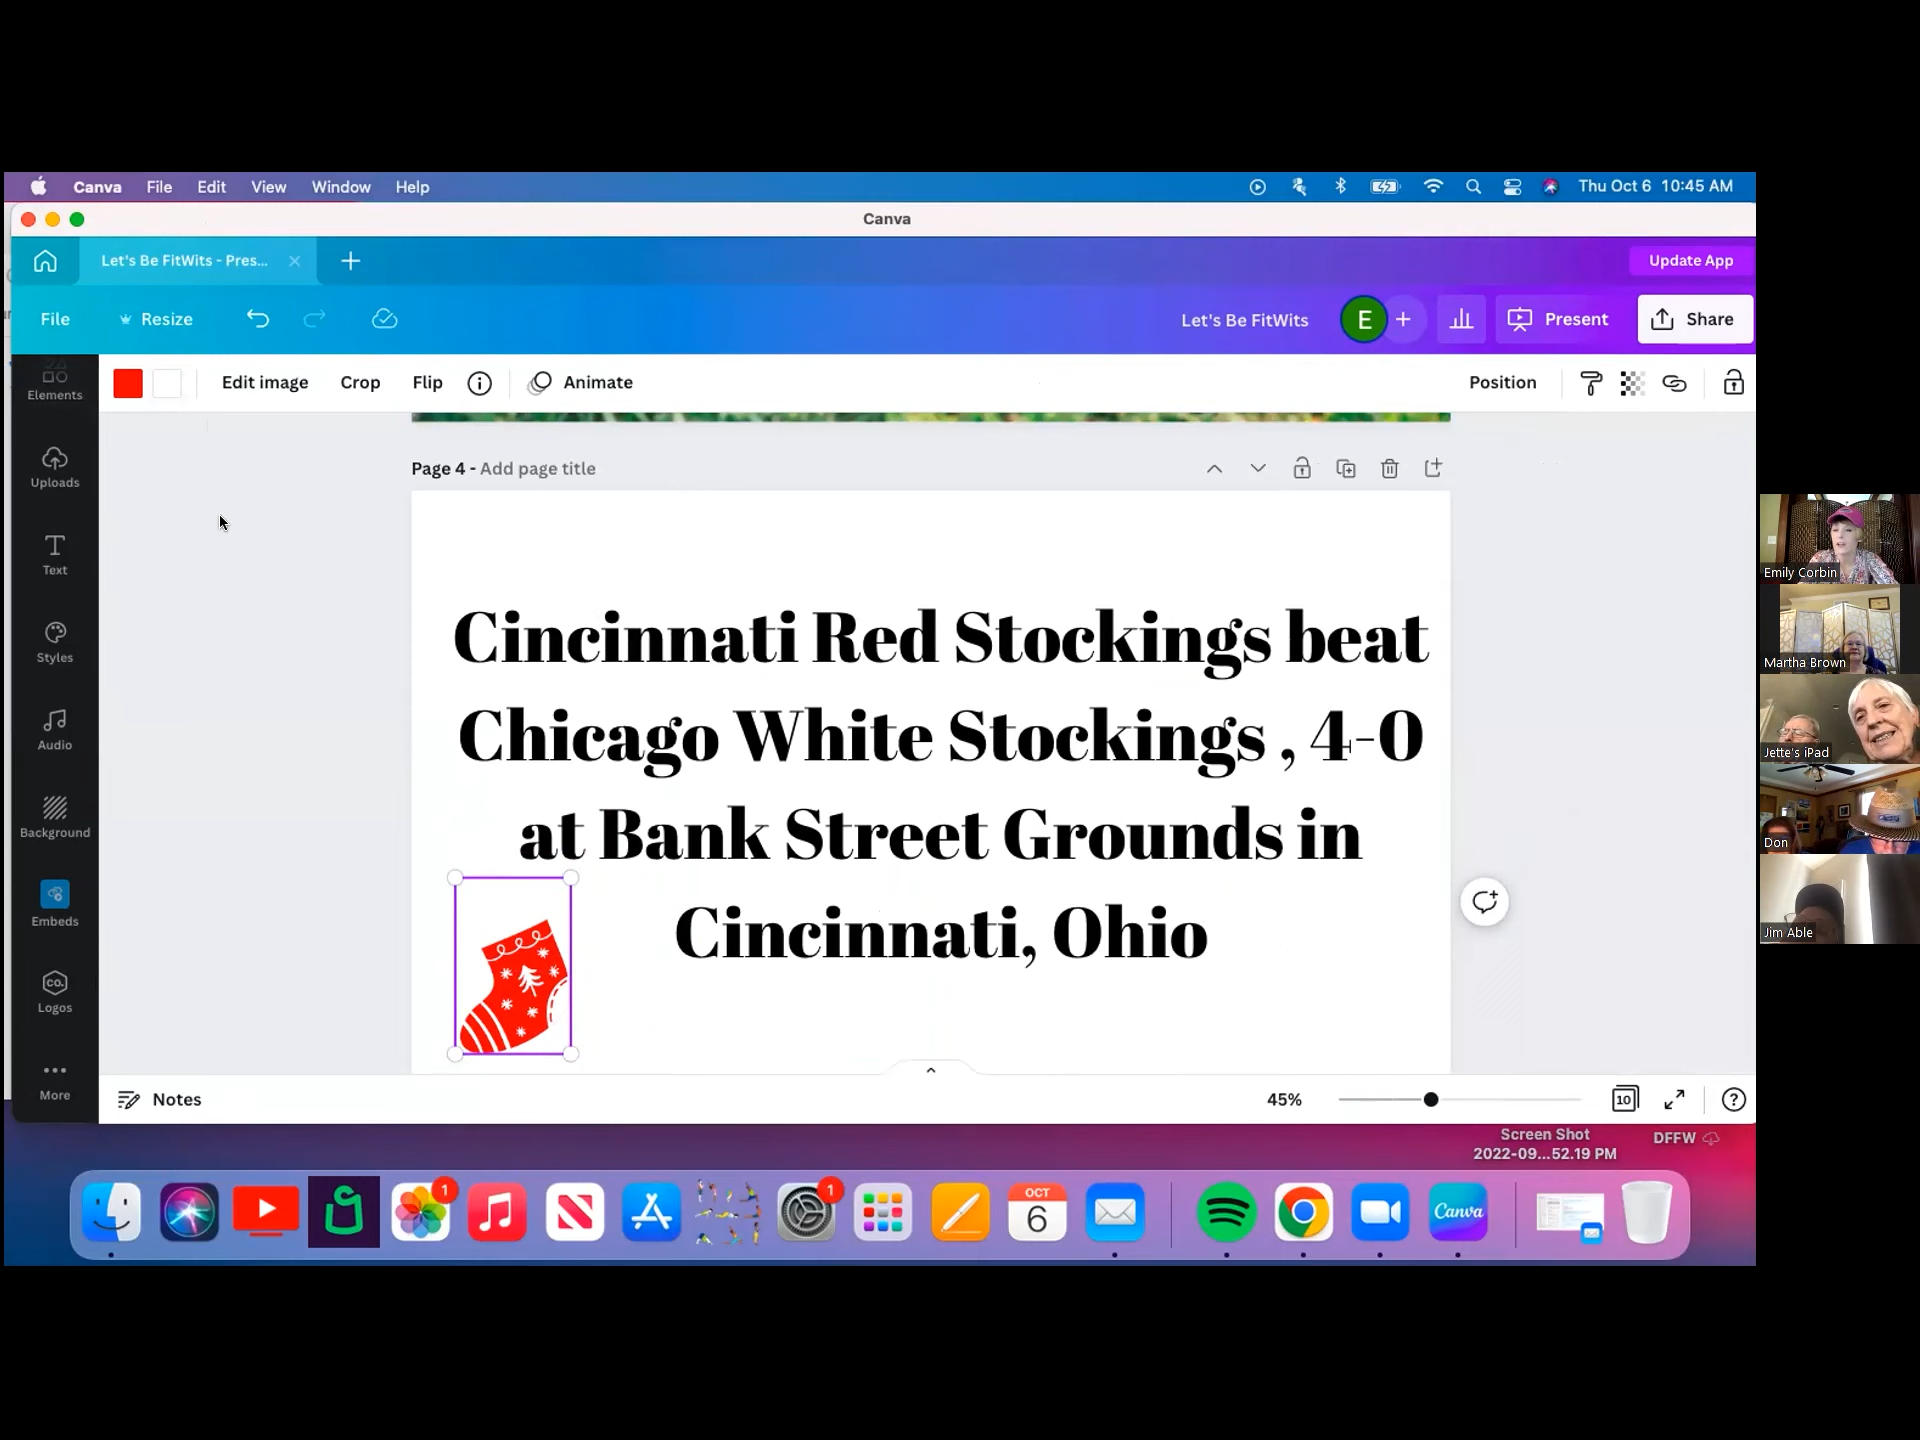 Canva File Edit View Window Help Thu Oct 6 10:45 AM
Canva
Let's Be FitWits - Pres... Update App
File Resize Let's Be FitWits E Present Share
Edit image Crop Flip Animate Position
Elements
Uploads
Text
Styles
Audio
Background
Embeds
CO.
Logos
More
Page 4 - Add page title
Cincinnati Red Stockings beat
Chicago White Stockings , 4-0
at Bank Street Grounds in
Cincinnati, Ohio
Notes 45% 10 ?
Screen Shot
2022-09...52.19 PM
DFFW
1
1
OCT
6
Canva
Emily Corbin
Martha Brown
Jette's iPad
Don
Jim Able